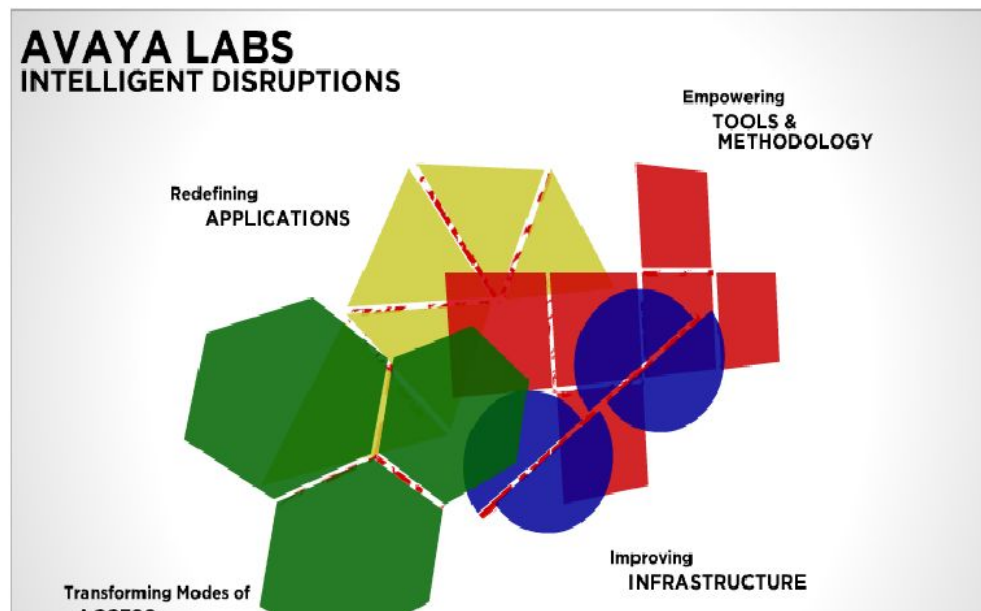 AVAYA LABS
INTELLIGENT DISRUPTIONS
Empowering
TOOLS &
METHODOLOGY
Redefining
APPLICATIONS
Improving
INFRASTRUCTURE
Transforming Modes of